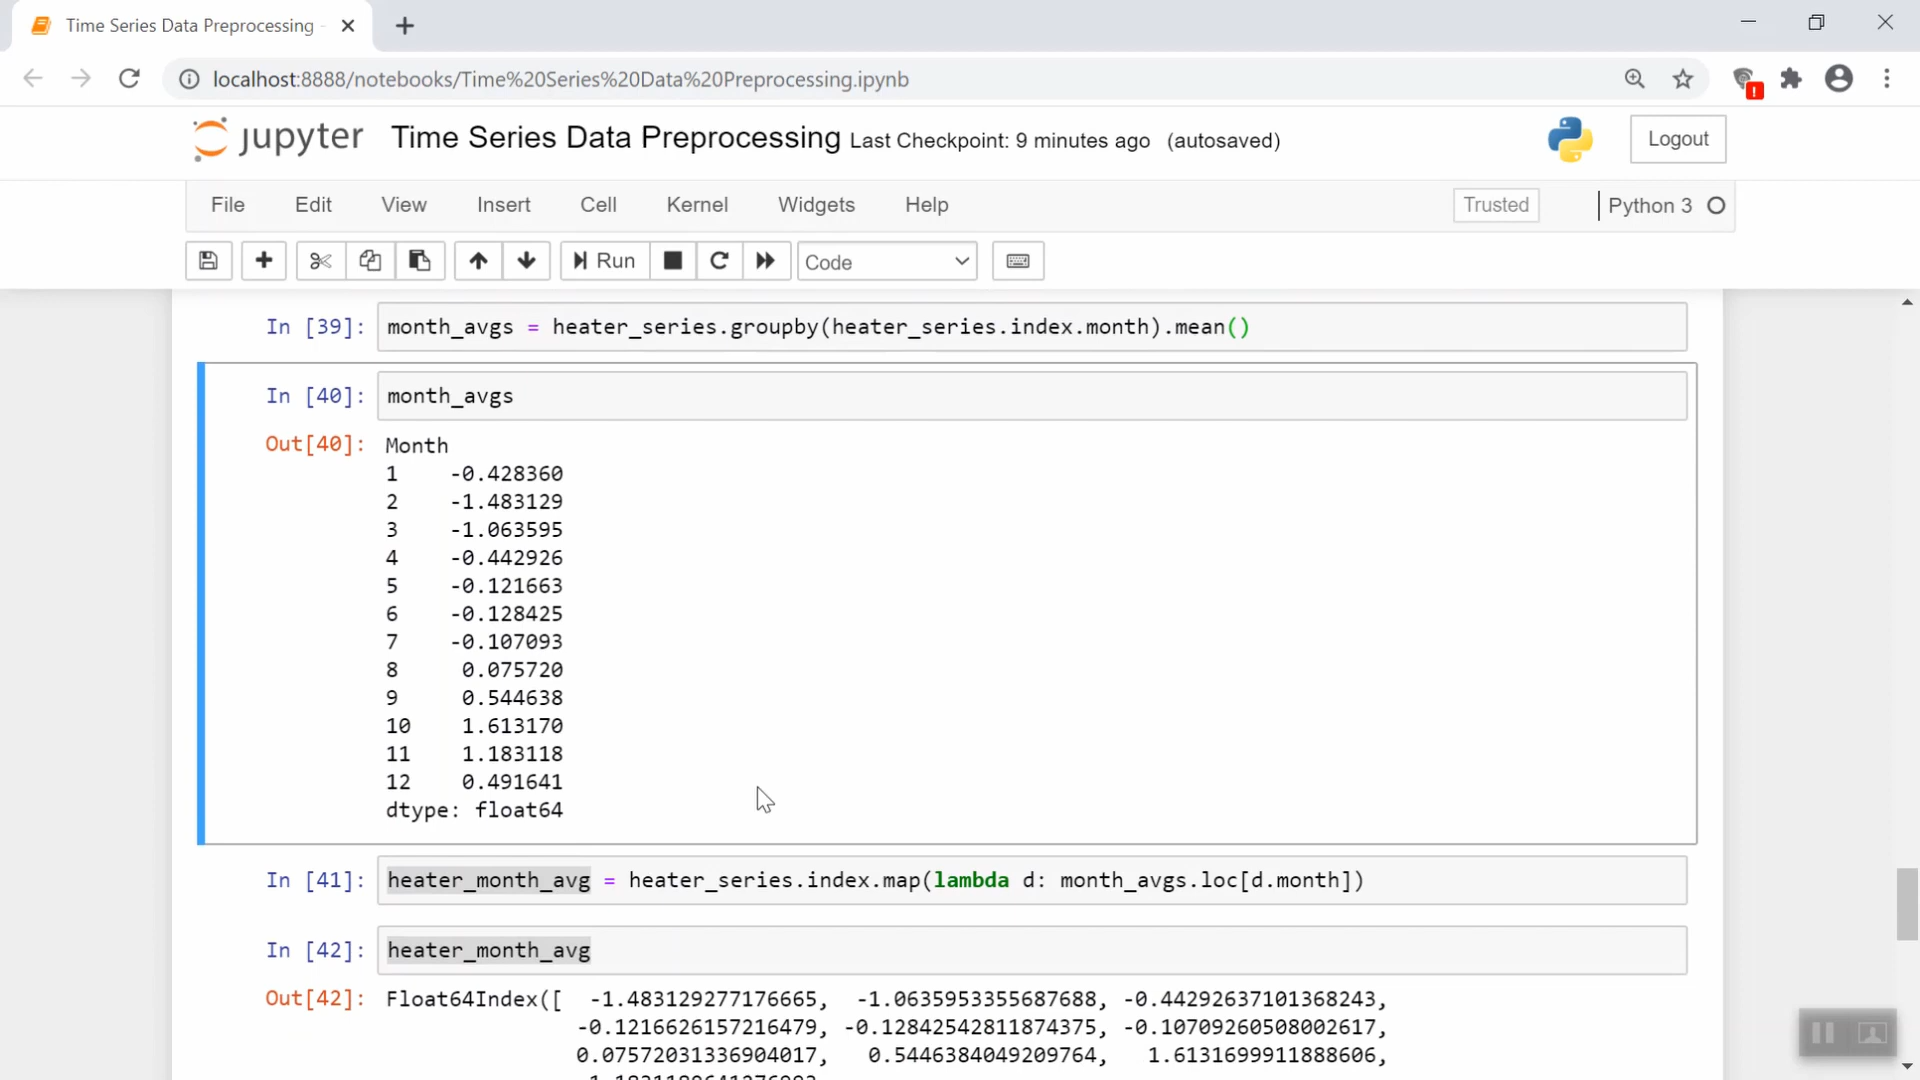 Time Series Data Preprocessing -
localhost:8888/notebooks/Time%20Series%20Data%20Preprocessing.ipynb
jupyter Time Series Data Preprocessing Last Checkpoint: 9 minutes ago (autosaved) Logout
File Edit View Insert Cell Kernel Widgets Help Trusted Python 3
Run Code
In [39]: month_avgs = heater_series.groupby(heater_series.index.month).mean()
In [40]: month_avgs
Out[40]: Month
1 -0.428360
2 -1.483129
3 -1.063595
4 -0.442926
5 -0.121663
6 -0.128425
7 -0.107093
8 0.075720
9 0.544638
10 1.613170
11 1.183118
12 0.491641
dtype: float64
In [41]: heater_month_avg = heater_series.index.map(lambda d: month_avgs.loc[d.month])
In [42]: heater_month_avg
Out[42]: Float64Index([ -1.483129277176665, -1.0635953355687688, -0.44292637101368243,
-0.1216626157216479, -0.12842542811874375, -0.10709260508002617,
0.07572031336904017, 0.5446384049209764, 1.6131699911888606,